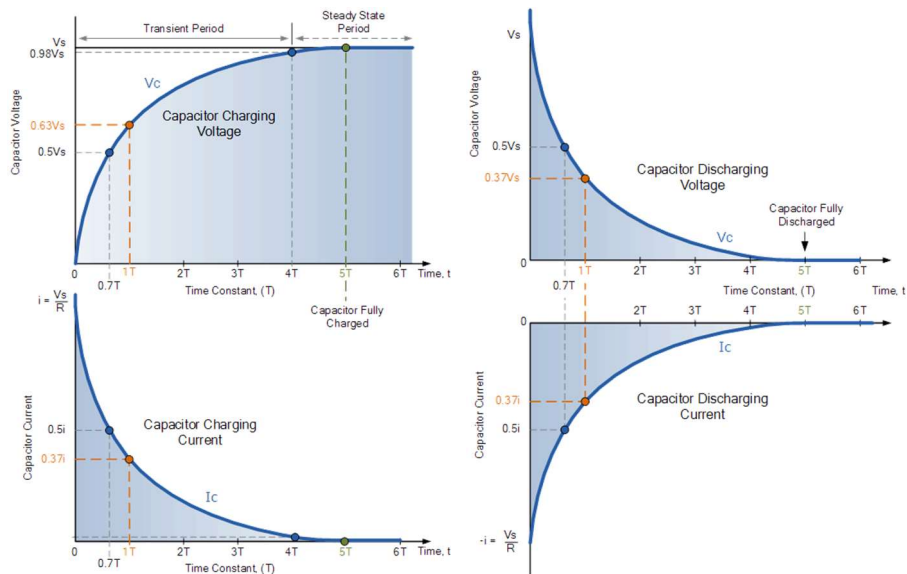 Transient Period
Steady State
Period
Vs
0.98Vs
Vc
Capacitor Charging
Voltage
0.63Vs
0.5Vs
Capacitor Voltage
0
1T
2T
3T
4T
5T
6T
Time, t
0.7T
Time Constant, (T)
Capacitor Fully
Charged
i = Vs
R
Capacitor Charging
Current
0.5i
0.37i
Capacitor Current
Ic
0
1T
2T
3T
4T
5T
6T
Time, t
0.7T
Time Constant, (T)
Vs
Capacitor Voltage
0.5Vs
0.37Vs
Capacitor Discharging
Voltage
Capacitor Fully
Discharged
Vc
0
0
1T
2T
3T
4T
5T
6T
0.7T
Time Constant, (T)
Time, t
0
2T
3T
4T
5T
6T
Ic
0.37i
0.5i
Capacitor Discharging
Current
Capacitor Current
-i = Vs
R